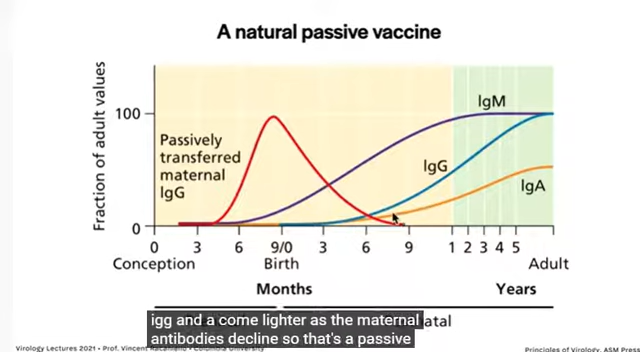 A natural passive vaccine
Fraction of adult values
100
0
Passively
transferred
maternal
IgG
IgM
IgG
IgA
0 3 6 9/0 3 6 9 1 2 3 4 5
Conception Birth Adult
Months Years
igg and a come lighter as the maternal
antibodies decline so that's a passive
Virology Lectures 2021 • Prof. Vincent Racaniello • Columbia University
Principles of Virology, ASM Press